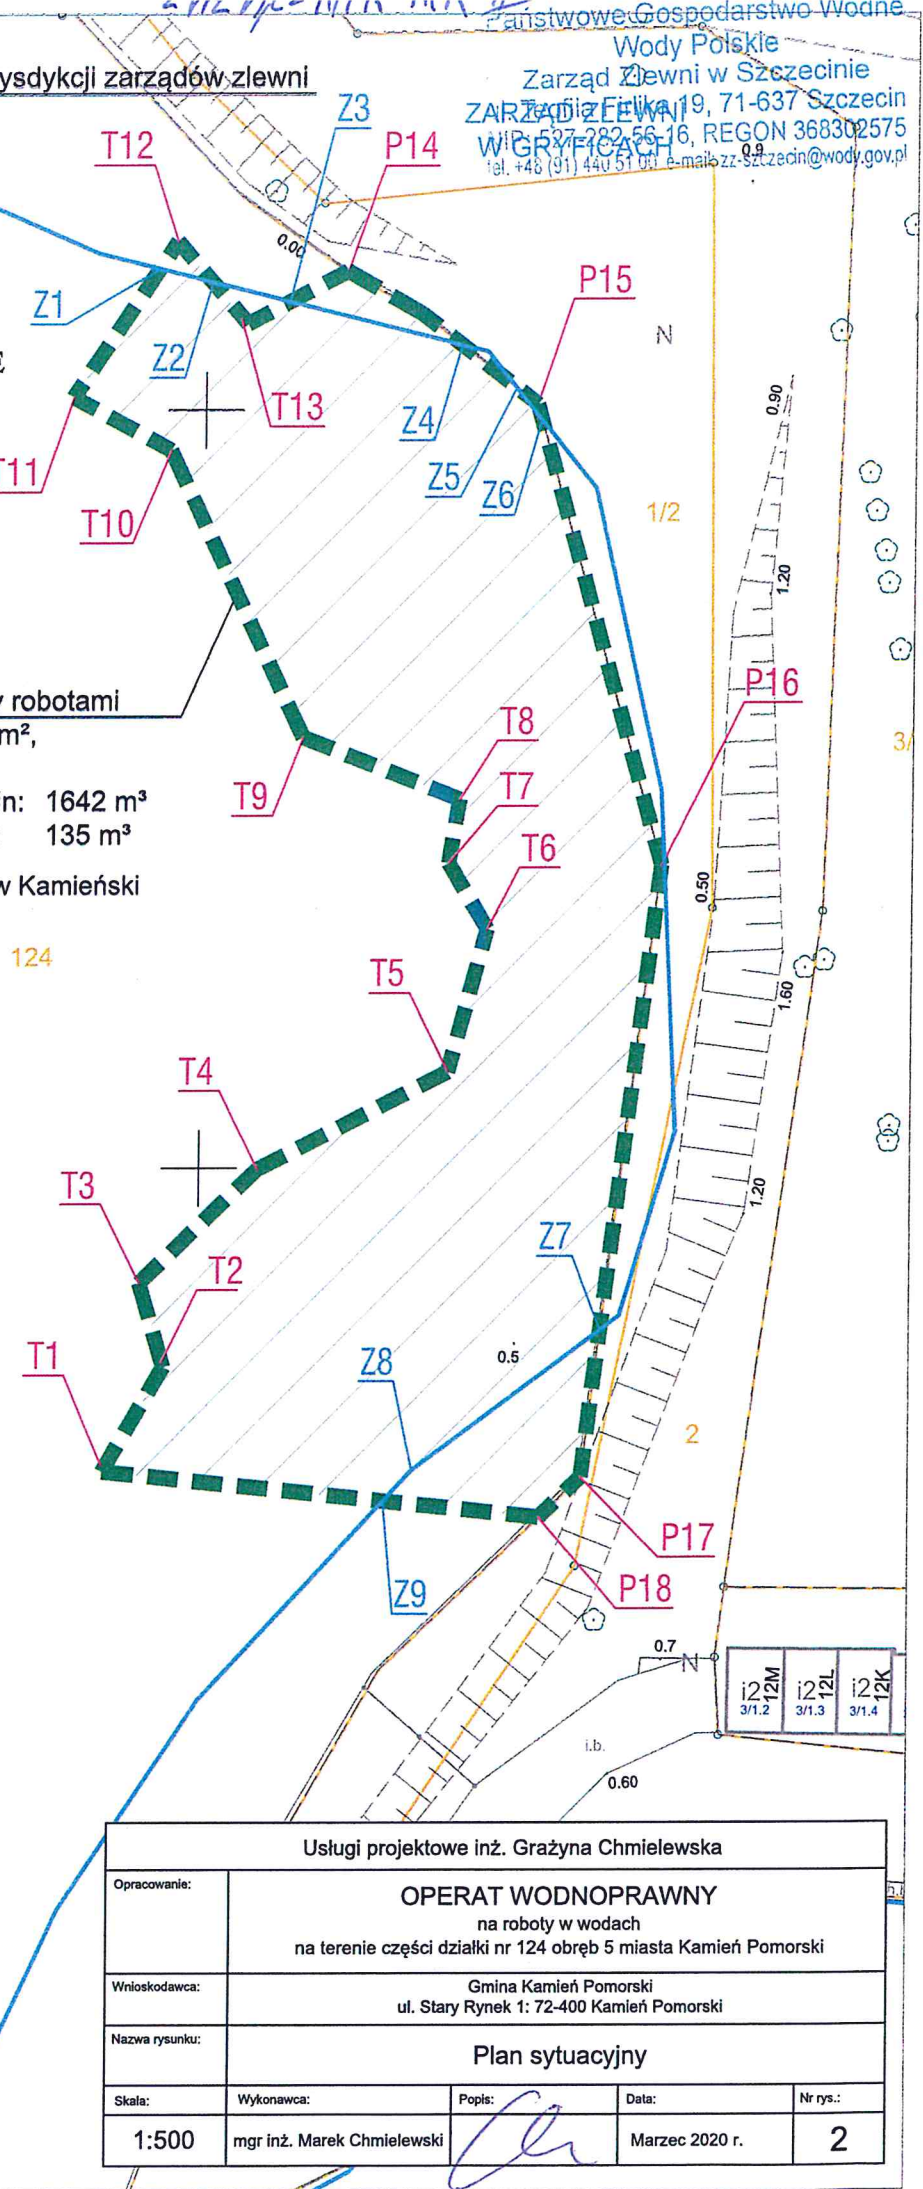 Państwowe Gospodarstwo Wodne
Wody Polskie
Zarząd Zlewni w Szczecinie
19, 71-637 Szczecin
ZARZĄD ZLEWNI
W GRYFICACH
REGON 368302575
tel. +48 (91) 440 51 00, e-mail: zz-szczecin@wody.gov.pl
ysdykcji zarządów zlewni
Z3
T12
P14
0.9
0.00
P15
Z1
N
E
Z2
T13
Z4
0.90
T11
Z5
Z6
1/2
T10
1.20
P16
y robotami
m²,
T8
3/
T7
n: 1642 m³
T9
: 135 m³
T6
w Kamieński
0.50
124
T5
1.60
T4
T3
1.20
Z7
T2
T1
0.5
Z8
2
P17
P18
Z9
0.7
N
i2 12M
3/1.2
i2 12L
3/1.3
i2 12K
3/1.4
i.b.
0.60
Usługi projektowe inż. Grażyna Chmielewska
Opracowanie:
OPERAT WODNOPRAWNY
na roboty w wodach
na terenie części działki nr 124 obręb 5 miasta Kamień Pomorski
Wnioskodawca:
Gmina Kamień Pomorski
ul. Stary Rynek 1: 72-400 Kamień Pomorski
Nazwa rysunku:
Plan sytuacyjny
Skala:
Wykonawca:
Popis:
Data:
Nr rys.:
1:500
mgr inż. Marek Chmielewski
Marzec 2020 r.
2